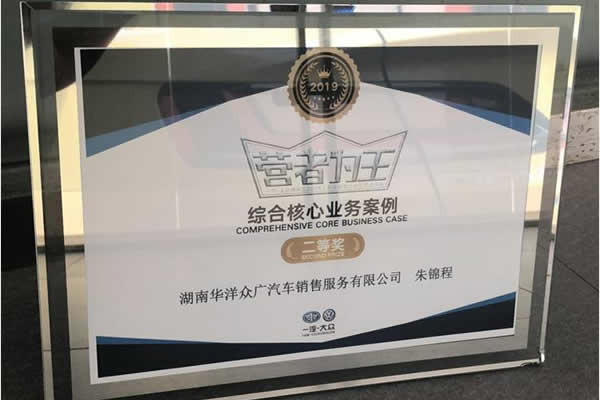 2019
营者为王
综合核心业务案例
COMPREHENSIVE CORE BUSINESS CASE
二等奖
SECOND PRIZE
湖南华洋众广汽车销售服务有限公司 朱锦程
一汽-大众